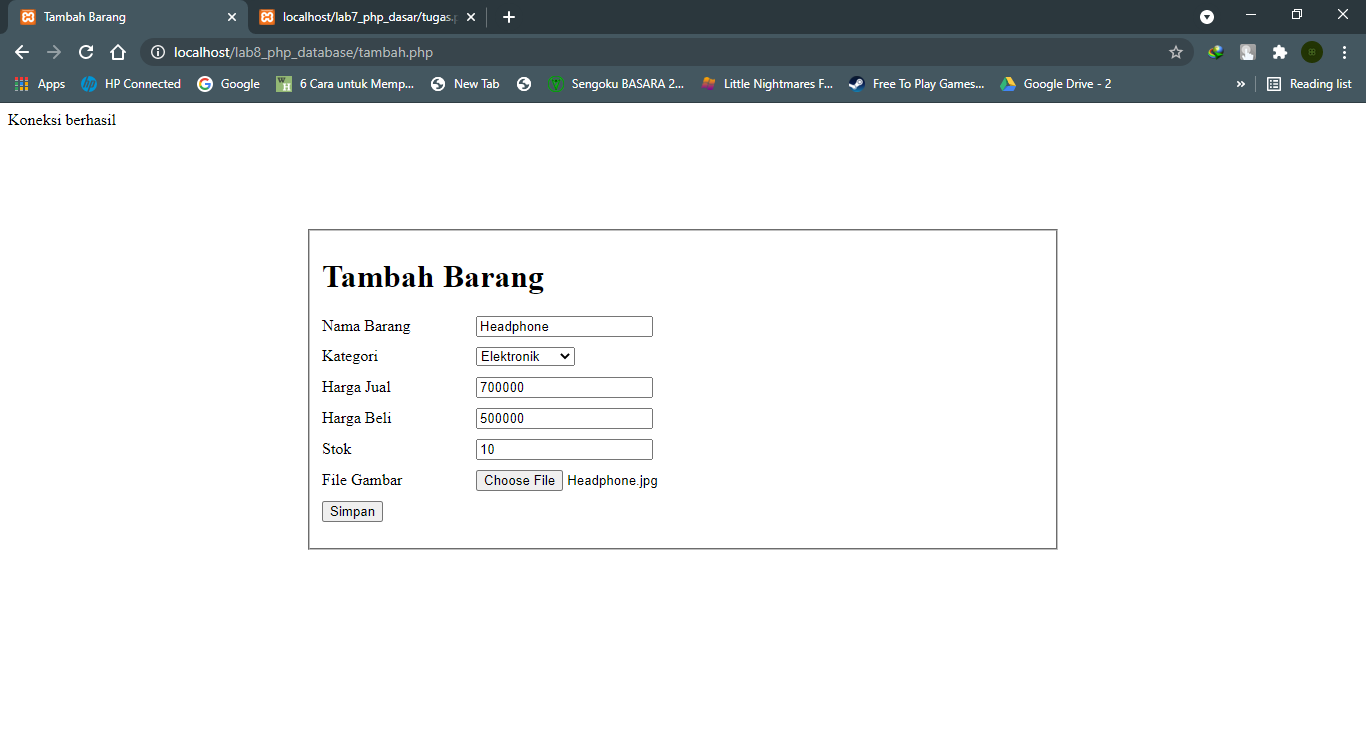 Tambah Barang
localhost/lab7_php_dasar/tugas.p
localhost/lab8_php_database/tambah.php
Apps
HP Connected
Google
6 Cara untuk Memp...
New Tab
Sengoku BASARA 2...
Little Nightmares F...
Free To Play Games...
Google Drive - 2
»
Reading list
Koneksi berhasil
Tambah Barang
Nama Barang Headphone
Kategori Elektronik
Harga Jual 700000
Harga Beli 500000
Stok 10
File Gambar Choose File Headphone.jpg
Simpan